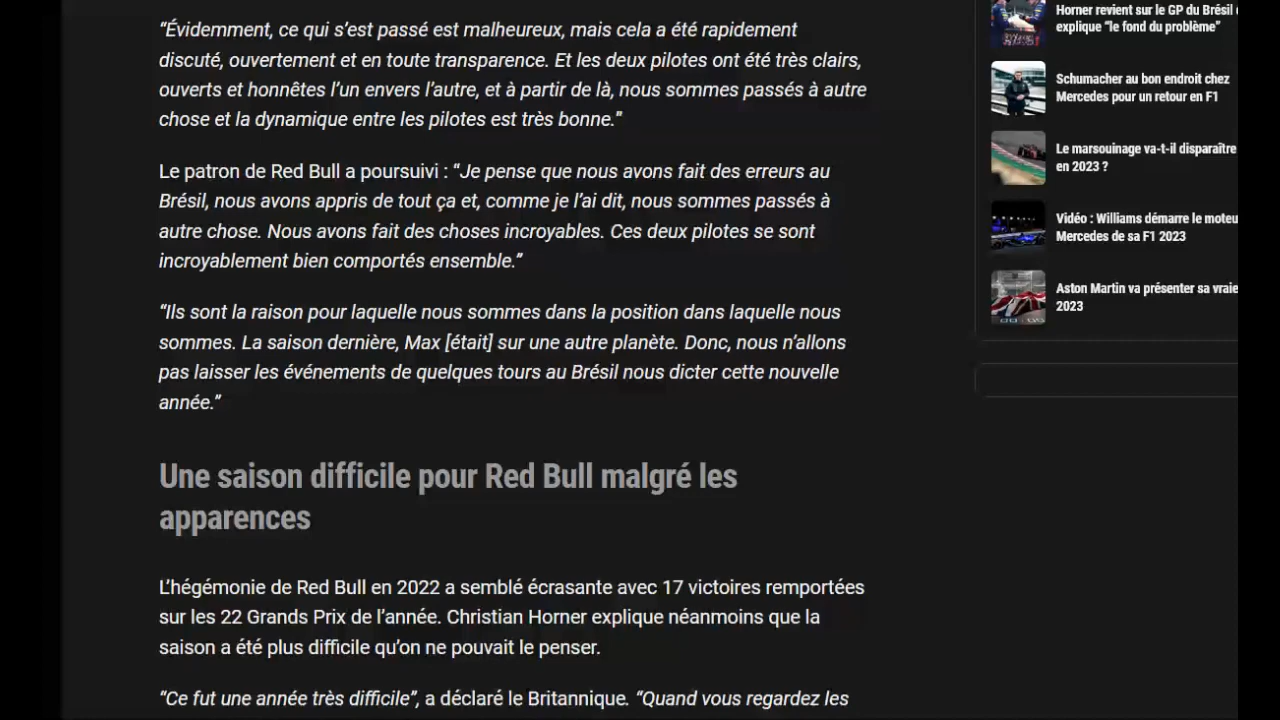 “Évidemment, ce qui s’est passé est malheureux, mais cela a été rapidement
discuté, ouvertement et en toute transparence. Et les deux pilotes ont été très clairs,
ouverts et honnêtes l’un envers l’autre, et à partir de là, nous sommes passés à autre
chose et la dynamique entre les pilotes est très bonne.”
Le patron de Red Bull a poursuivi : “Je pense que nous avons fait des erreurs au
Brésil, nous avons appris de tout ça et, comme je l’ai dit, nous sommes passés à
autre chose. Nous avons fait des choses incroyables. Ces deux pilotes se sont
incroyablement bien comportés ensemble.”
“Ils sont la raison pour laquelle nous sommes dans la position dans laquelle nous
sommes. La saison dernière, Max [était] sur une autre planète. Donc, nous n’allons
pas laisser les événements de quelques tours au Brésil nous dicter cette nouvelle
année.”
Une saison difficile pour Red Bull malgré les
apparences
L’hégémonie de Red Bull en 2022 a semblé écrasante avec 17 victoires remportées
sur les 22 Grands Prix de l’année. Christian Horner explique néanmoins que la
saison a été plus difficile qu’on ne pouvait le penser.
“Ce fut une année très difficile”, a déclaré le Britannique. “Quand vous regardez les
Horner revient sur le GP du Brésil
explique “le fond du problème”
Schumacher au bon endroit chez
Mercedes pour un retour en F1
Le marsouinage va-t-il disparaître
en 2023 ?
Vidéo : Williams démarre le moteu
Mercedes de sa F1 2023
Aston Martin va présenter sa vraie
2023